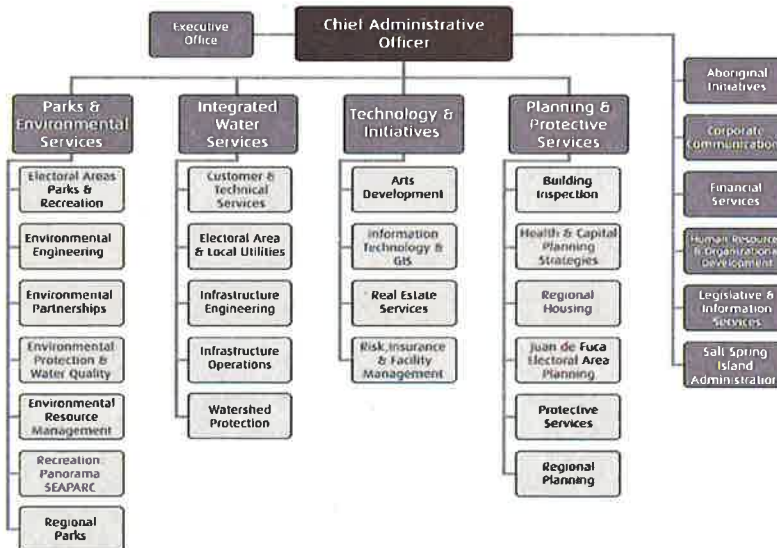 Executive
Office
Chief Administrative
Officer
Parks &
Environmental
Services
Electoral Areas
Parks &
Recreation
Environmental
Engineering
Environmental
Partnerships
Environmental
Protection &
Water Quality
Environmental
Resource
Management
Recreation
Panorama
SEAPARC
Regional
Parks
Integrated
Water
Services
Customer &
Technical
Services
Electoral Area
& Local Utilities
Infrastructure
Engineering
Infrastructure
Operations
Watershed
Protection
Technology &
Initiatives
Arts
Development
Information
Technology &
GIS
Real Estate
Services
Risk, Insurance
& Facility
Management
Planning &
Protective
Services
Building
Inspection
Health & Capital
Planning
Strategies
Regional
Housing
Juan de Fuca
Electoral Area
Planning
Protective
Services
Regional
Planning
Aboriginal
Initiatives
Corporate
Communication
Financial
Services
Human Resource
& Organizationa
Development
Legislative &
Information
Services
Salt Spring
Island
Administration